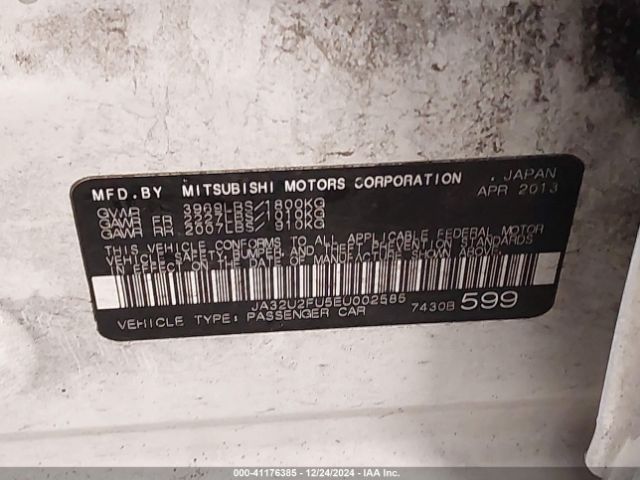 MFD.BY MITSUBISHI MOTORS CORPORATION , JAPAN
APR 2013
GVWR 3969LBS/1800KG
GAWR FR /1010KG
GAWR RR 2007LBS/ 910KG
THIS VEHICLE CONFORMS TO ALL APPLICABLE FEDERAL MOTOR
VEHICLE SAFETY, BUMPER AND THEFT PREVENTION STANDARDS
IN EFFECT ON THE DATE OF MANUFACTURE SHOWN ABOVE.
JA32U2FU5EU002585
VEHICLE TYPE: PASSENGER CAR 7430B 599
000-41176385 - 12/24/2024 - IAA Inc.